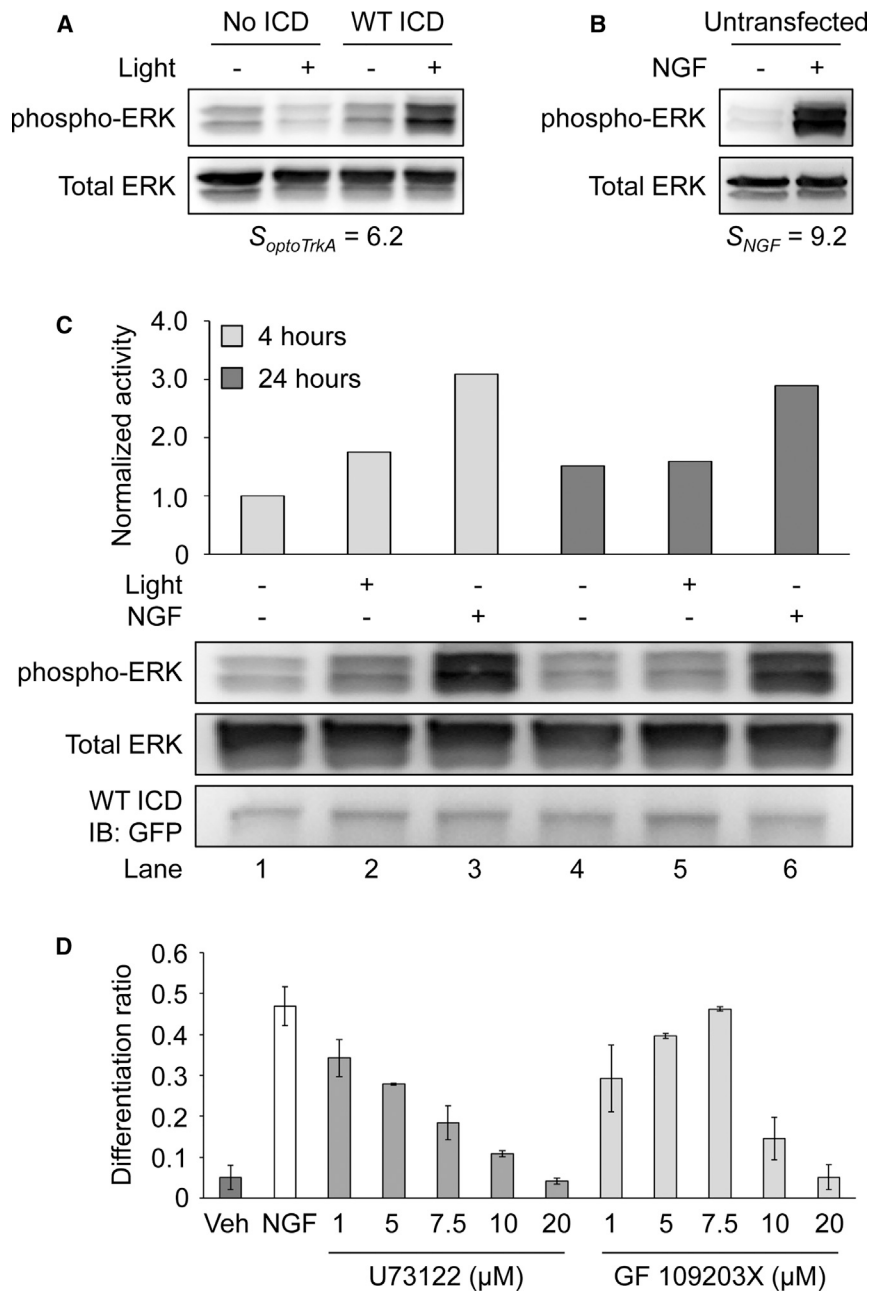 A No ICD WT ICD
Light - + - +
phospho-ERK
Total ERK
SoptoTrkA = 6.2
B Untransfected
NGF - +
phospho-ERK
Total ERK
SNGF = 9.2
C
Normalized activity
4.0
3.0
2.0
1.0
0
4 hours
24 hours
Light - + - - + -
NGF - - + - - +
phospho-ERK
Total ERK
WT ICD
IB: GFP
Lane 1 2 3 4 5 6
D
Differentiation ratio
0.6
0.5
0.4
0.3
0.2
0.1
0
Veh NGF 1 5 7.5 10 20 1 5 7.5 10 20
U73122 (µM) GF 109203X (µM)